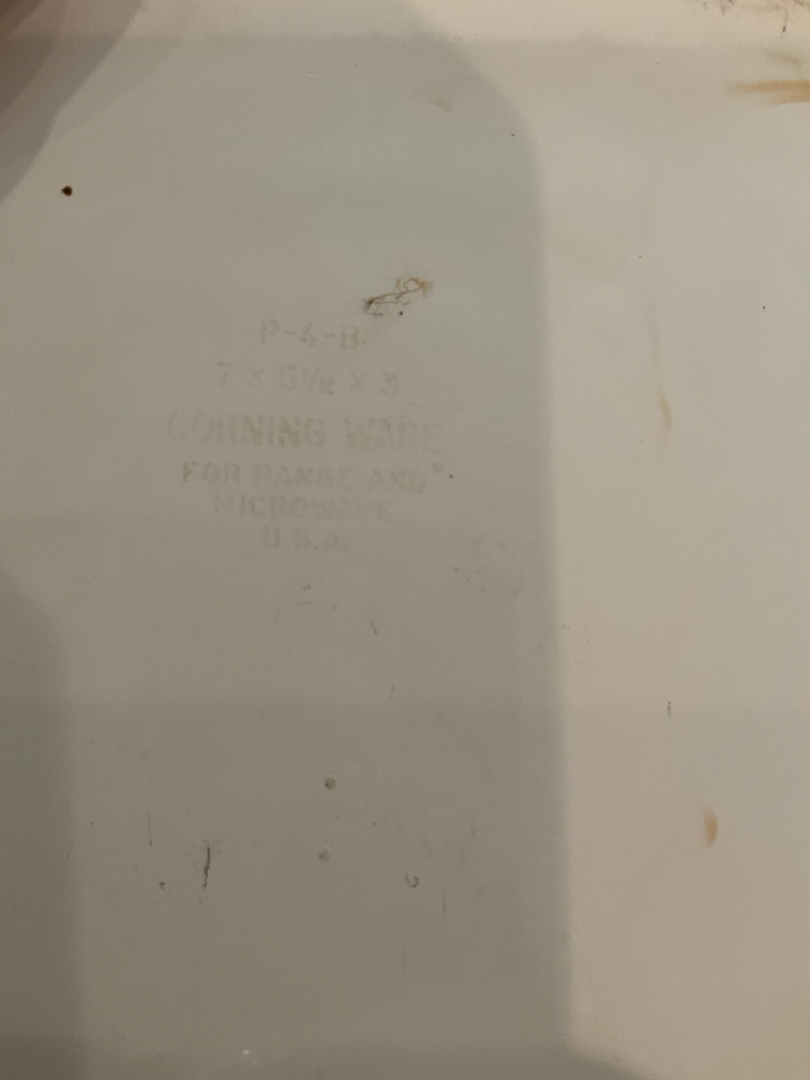 P-4-B
7 X 5½ X 3
CORNING WARE
FOR RANGE AND
MICROWAVE
U.S.A.